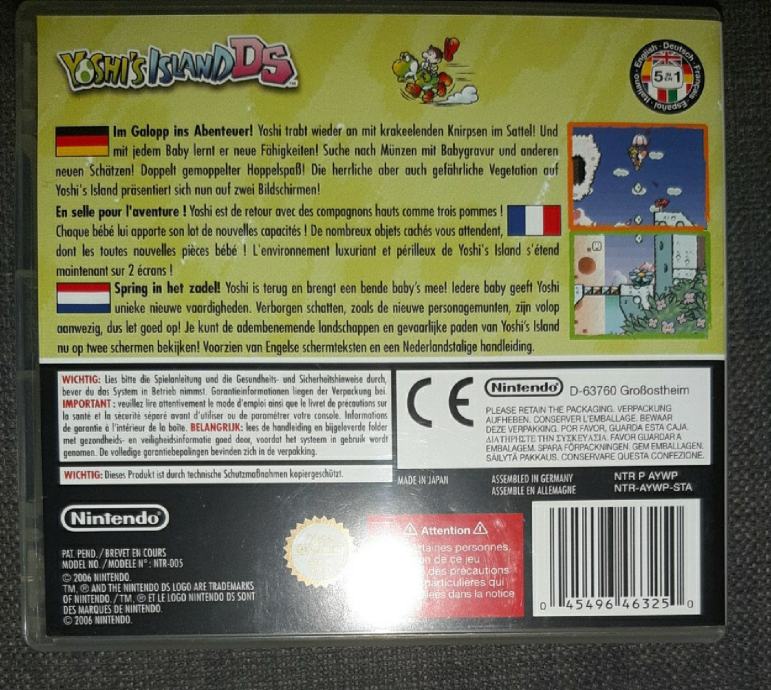 YOSHI'S ISLAND DS
English - Deutsch - Français - Español - Italiano
5 IN 1
Im Galopp ins Abenteuer! Yoshi trabt wieder an mit krakeelenden Knirpsen im Sattel! Und
mit jedem Baby lernt er neue Fähigkeiten! Suche nach Münzen mit Babygravur und anderen
neuen Schätzen! Doppelt gemoppelter Hoppelspaß! Die herrliche aber auch gefährliche Vegetation auf
Yoshi's Island präsentiert sich nun auf zwei Bildschirmen!
En selle pour l'aventure ! Yoshi est de retour avec des compagnons hauts comme trois pommes !
Chaque bébé lui apporte son lot de nouvelles capacités ! De nombreux objets cachés vous attendent,
dont les toutes nouvelles pièces bébé ! L'environnement luxuriant et périlleux de Yoshi's Island s'étend
maintenant sur 2 écrans !
Spring in het zadel! Yoshi is terug en brengt een bende baby's mee! Iedere baby geeft Yoshi
unieke nieuwe vaardigheden. Verborgen schatten, zoals de nieuwe personagemunten, zijn volop
aanwezig, dus let goed op! Je kunt de adembenemende landschappen en gevaarlijke paden van Yoshi's Island
nu op twee schermen bekijken! Voorzien van Engelse schermteksten en een Nederlandstalige handleiding.
WICHTIG: Lies bitte die Spielanleitung und die Gesundheits- und Sicherheitshinweise durch,
bevor du das System in Betrieb nimmst. Garantieinformationen liegen der Verpackung bei.
IMPORTANT : veuillez lire attentivement le mode d'emploi ainsi que le livret de précautions sur
la santé et la sécurité séparé avant d'utiliser ou de paramétrer votre console. Informations
de garantie à l'intérieur de la boîte. BELANGRIJK: lees de handleiding en bijgeleverde folder
met gezondheids- en veiligheidsinformatie goed door, voordat het systeem in gebruik wordt
genomen. De volledige garantiebepalingen bevinden zich in de verpakking.
WICHTIG: Dieses Produkt ist durch technische Schutzmaßnahmen kopiergeschützt.
CE
Nintendo D-63760 Großostheim
PLEASE RETAIN THE PACKAGING. VERPACKUNG
AUFHEBEN. CONSERVER L'EMBALLAGE. BEWAAR
DEZE VERPAKKING. POR FAVOR, GUARDA ESTA CAJA.
ΔΙΑΤΗΡΗΣΤΕ ΤΗΝ ΣΥΣΚΕΥΑΣΙΑ. FAVOR GUARDAR A
EMBALAGEM. SPARA FÖRPACKNINGEN. GEM EMBALLAGEN.
SÄILYTÄ PAKKAUS. CONSERVARE QUESTA CONFEZIONE.
MADE IN JAPAN
ASSEMBLED IN GERMANY
ASSEMBLÉ EN ALLEMAGNE
NTR P AYWP
NTR-AYWP-STA
Nintendo
PAT. PEND. / BREVET EN COURS
MODEL NO. / MODÈLE N° : NTR-005
© 2006 NINTENDO.
TM, ® AND THE NINTENDO DS LOGO ARE TRADEMARKS
OF NINTENDO. / TM, ® ET LE LOGO NINTENDO DS SONT
DES MARQUES DE NINTENDO.
© 2006 NINTENDO.
Attention
taines personnes,
n de ce jeu
des précautions
particulières qui
dans la notice
0 45496 46325 0